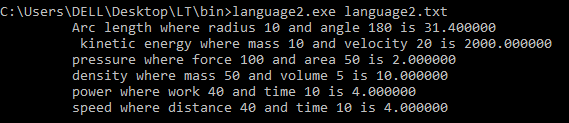 C:\Users\DELL\Desktop\LT\bin>language2.exe language2.txt
Arc length where radius 10 and angle 180 is 31.400000
kinetic energy where mass 10 and velocity 20 is 2000.000000
pressure where force 100 and area 50 is 2.000000
density where mass 50 and volume 5 is 10.000000
power where work 40 and time 10 is 4.000000
speed where distance 40 and time 10 is 4.000000